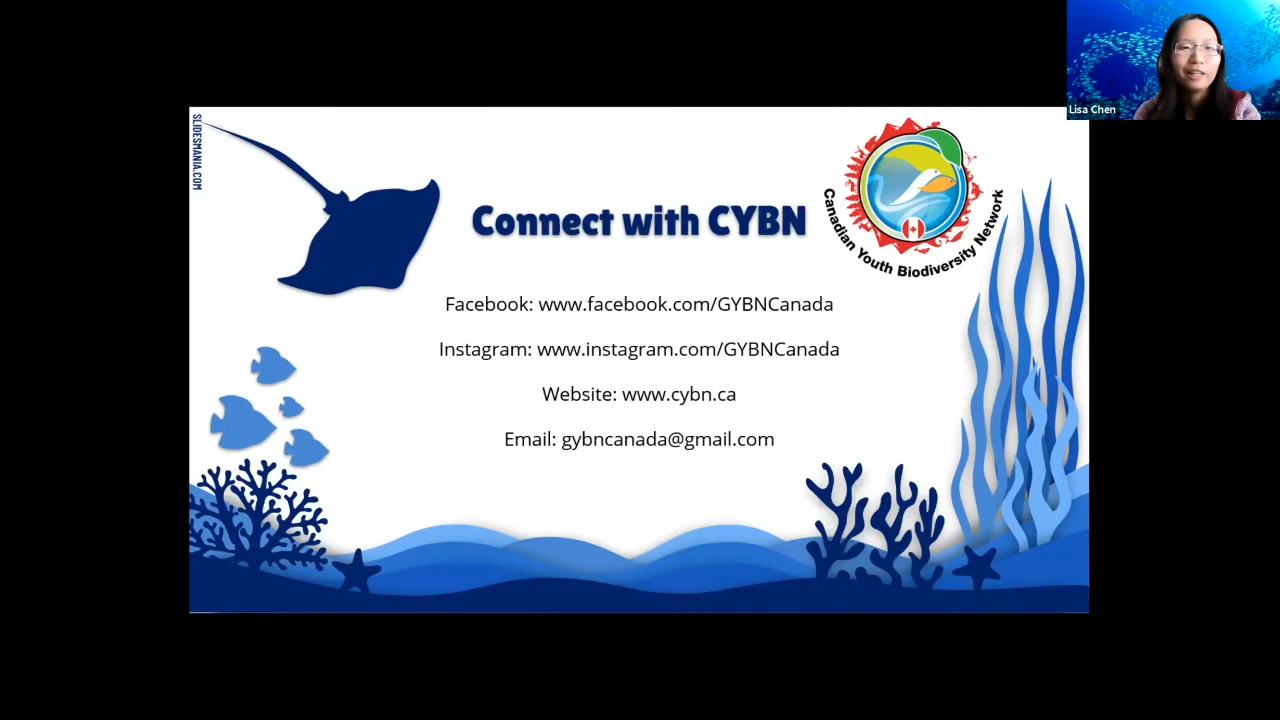 Lisa Chen
SLIDESMANIA.COM
Connect with CYBN
Canadian Youth Biodiversity Network
Facebook: www.facebook.com/GYBNCanada
Instagram: www.instagram.com/GYBNCanada
Website: www.cybn.ca
Email: gybncanada@gmail.com